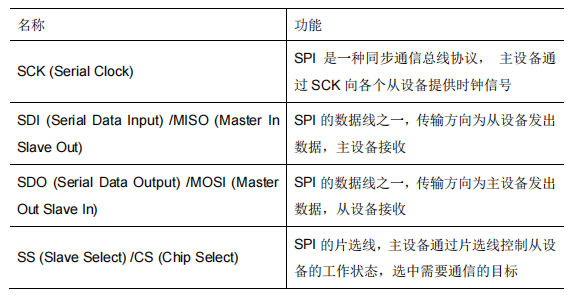 名称
功能
SCK (Serial Clock)
SPI 是一种同步通信总线协议， 主设备通
过 SCK 向各个从设备提供时钟信号
SDI (Serial Data Input) /MISO (Master In
Slave Out)
SPI 的数据线之一，传输方向为从设备发出
数据，主设备接收
SDO (Serial Data Output) /MOSI (Master
Out Slave In)
SPI 的数据线之一，传输方向为主设备发出
数据，从设备接收
SS (Slave Select) /CS (Chip Select)
SPI 的片选线，主设备通过片选线控制从设
备的工作状态，选中需要通信的目标